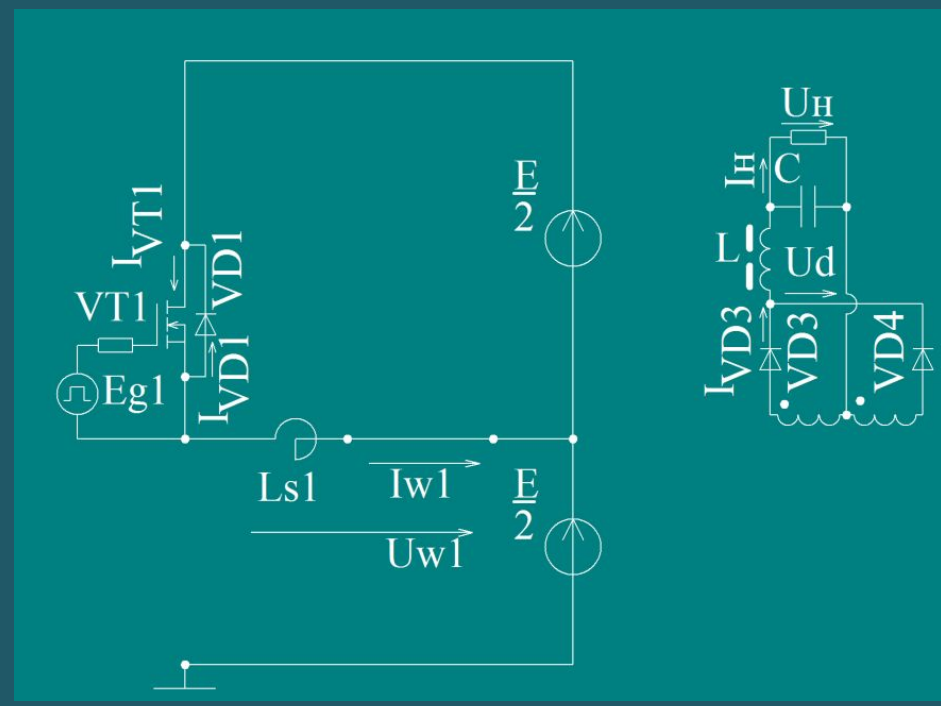 UН
IН
C
E
2
IVT1
L
Ud
VD1
VT1
IVD3
VD3
VD4
Eg1
IVD1
Ls1
Iw1
E
2
Uw1